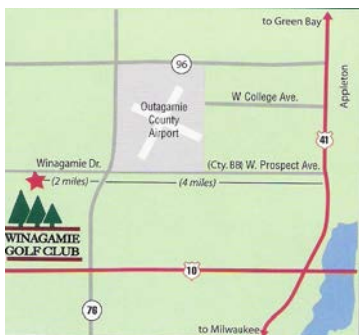 to Green Bay
96
W. College Ave.
Appleton
Outagamie
County
Airport
41
Winagamie Dr.
(Cty. BB) W. Prospect Ave.
(2 miles)
(4 miles)
WINAGAMIE
GOLF CLUB
10
76
to Milwaukee